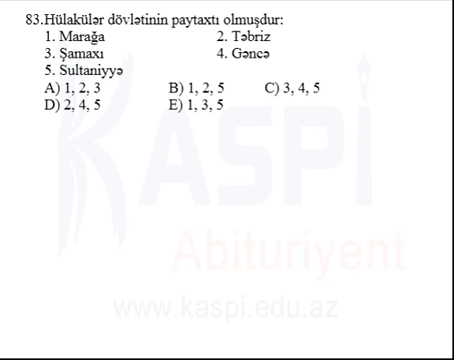 83.Hülakülər dövlətinin paytaxtı olmuşdur:
1. Marağa 2. Təbriz
3. Şamaxı 4. Gəncə
5. Sultaniyyə
A) 1, 2, 3 B) 1, 2, 5 C) 3, 4, 5
D) 2, 4, 5 E) 1, 3, 5
KASPİ
Abituriyent
www.kaspi.edu.az